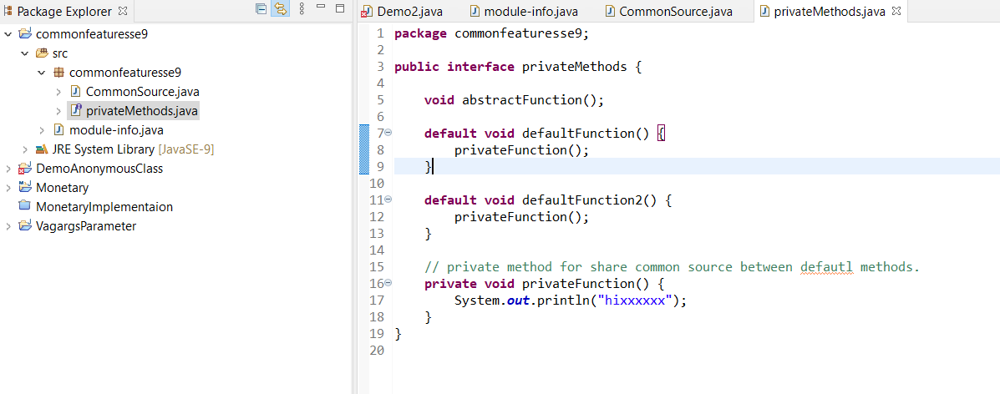 Package Explorer
commonfeaturesse9
src
commonfeaturesse9
CommonSource.java
privateMethods.java
module-info.java
JRE System Library [JavaSE-9]
DemoAnonymousClass
Monetary
MonetaryImplementaion
VagargsParameter
Demo2.java module-info.java CommonSource.java privateMethods.java
1 package commonfeaturesse9;
2
3 public interface privateMethods {
4
5 void abstractFunction();
6
7 default void defaultFunction() {
8 privateFunction();
9 }
10
11 default void defaultFunction2() {
12 privateFunction();
13 }
14
15 // private method for share common source between defautl methods.
16 private void privateFunction() {
17 System.out.println("hixxxxxx");
18 }
19 }
20